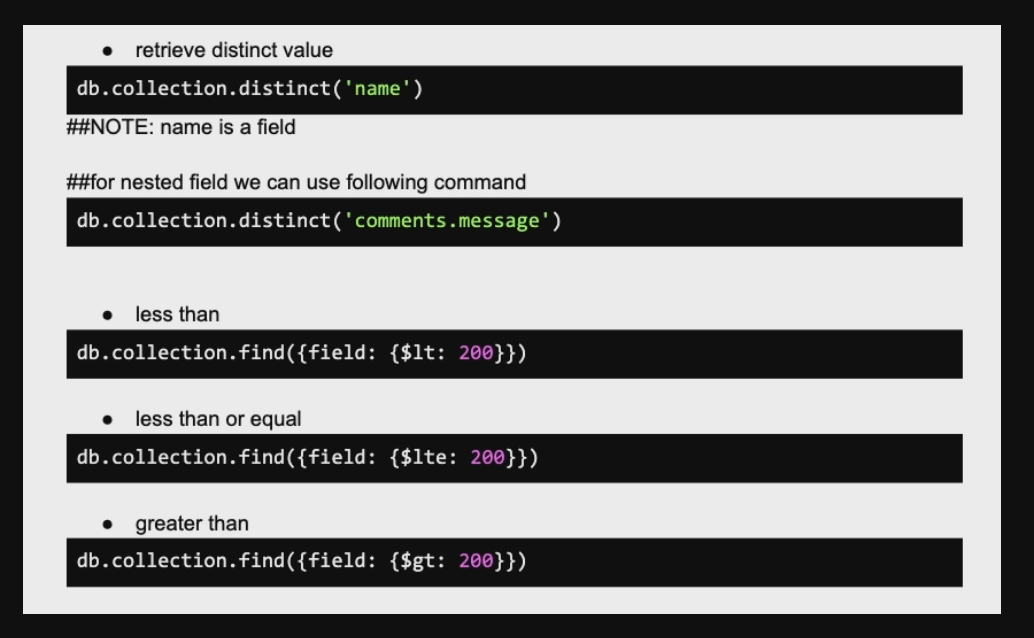 ● retrieve distinct value
db.collection.distinct('name')
##NOTE: name is a field
##for nested field we can use following command
db.collection.distinct('comments.message')
● less than
db.collection.find({field: {$lt: 200}})
● less than or equal
db.collection.find({field: {$lte: 200}})
● greater than
db.collection.find({field: {$gt: 200}})